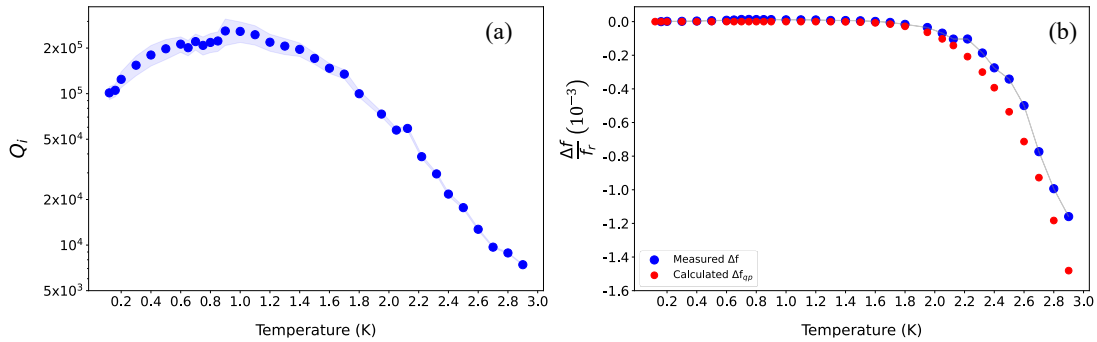 (a)
2x10⁵
10⁵
5x10⁴
2x10⁴
10⁴
5x10³
Qᵢ
0.2 0.4 0.6 0.8 1.0 1.2 1.4 1.6 1.8 2.0 2.2 2.4 2.6 2.8 3.0
Temperature (K)
(b)
0.0
-0.2
-0.4
-0.6
-0.8
-1.0
-1.2
-1.4
-1.6
Δf/fᵣ (10⁻³)
Measured Δf
Calculated Δf_qp
0.2 0.4 0.6 0.8 1.0 1.2 1.4 1.6 1.8 2.0 2.2 2.4 2.6 2.8 3.0
Temperature (K)